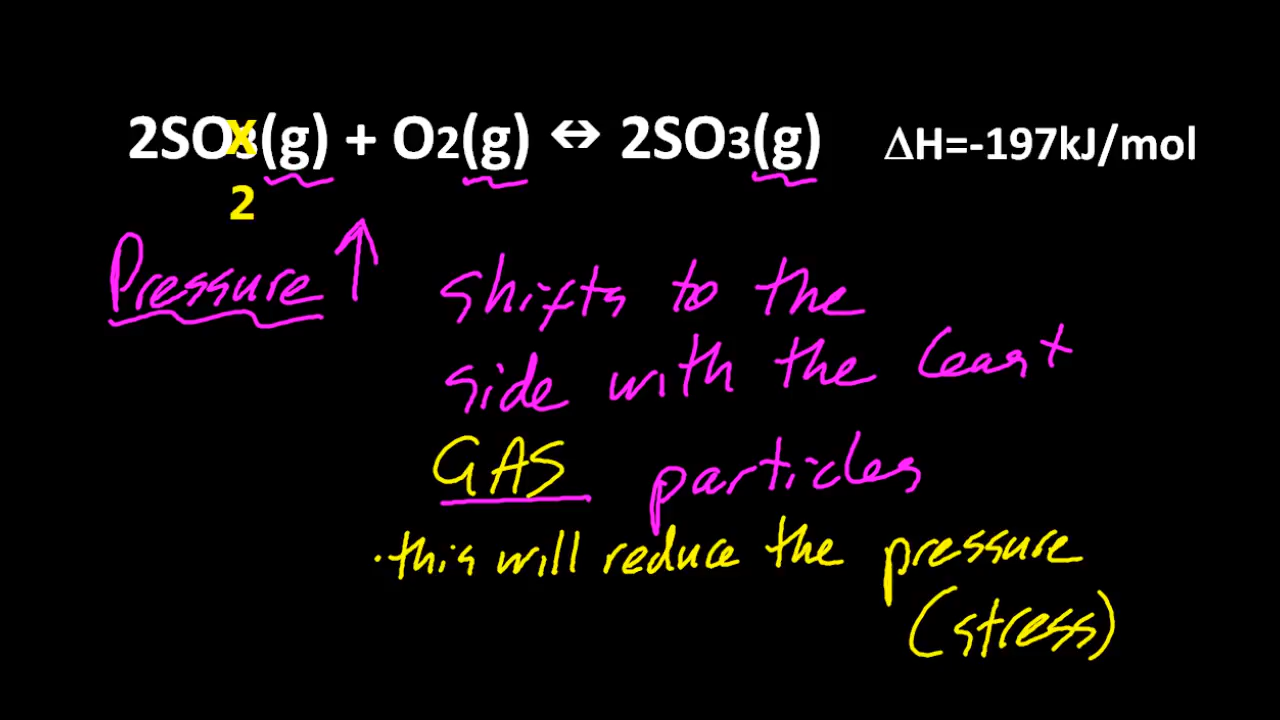 2SO3(g) + O2(g) ↔ 2SO3(g) ΔH=-197kJ/mol
X
2
Pressure ↑ shifts to the
side with the least
GAS particles
· this will reduce the pressure
(stress)